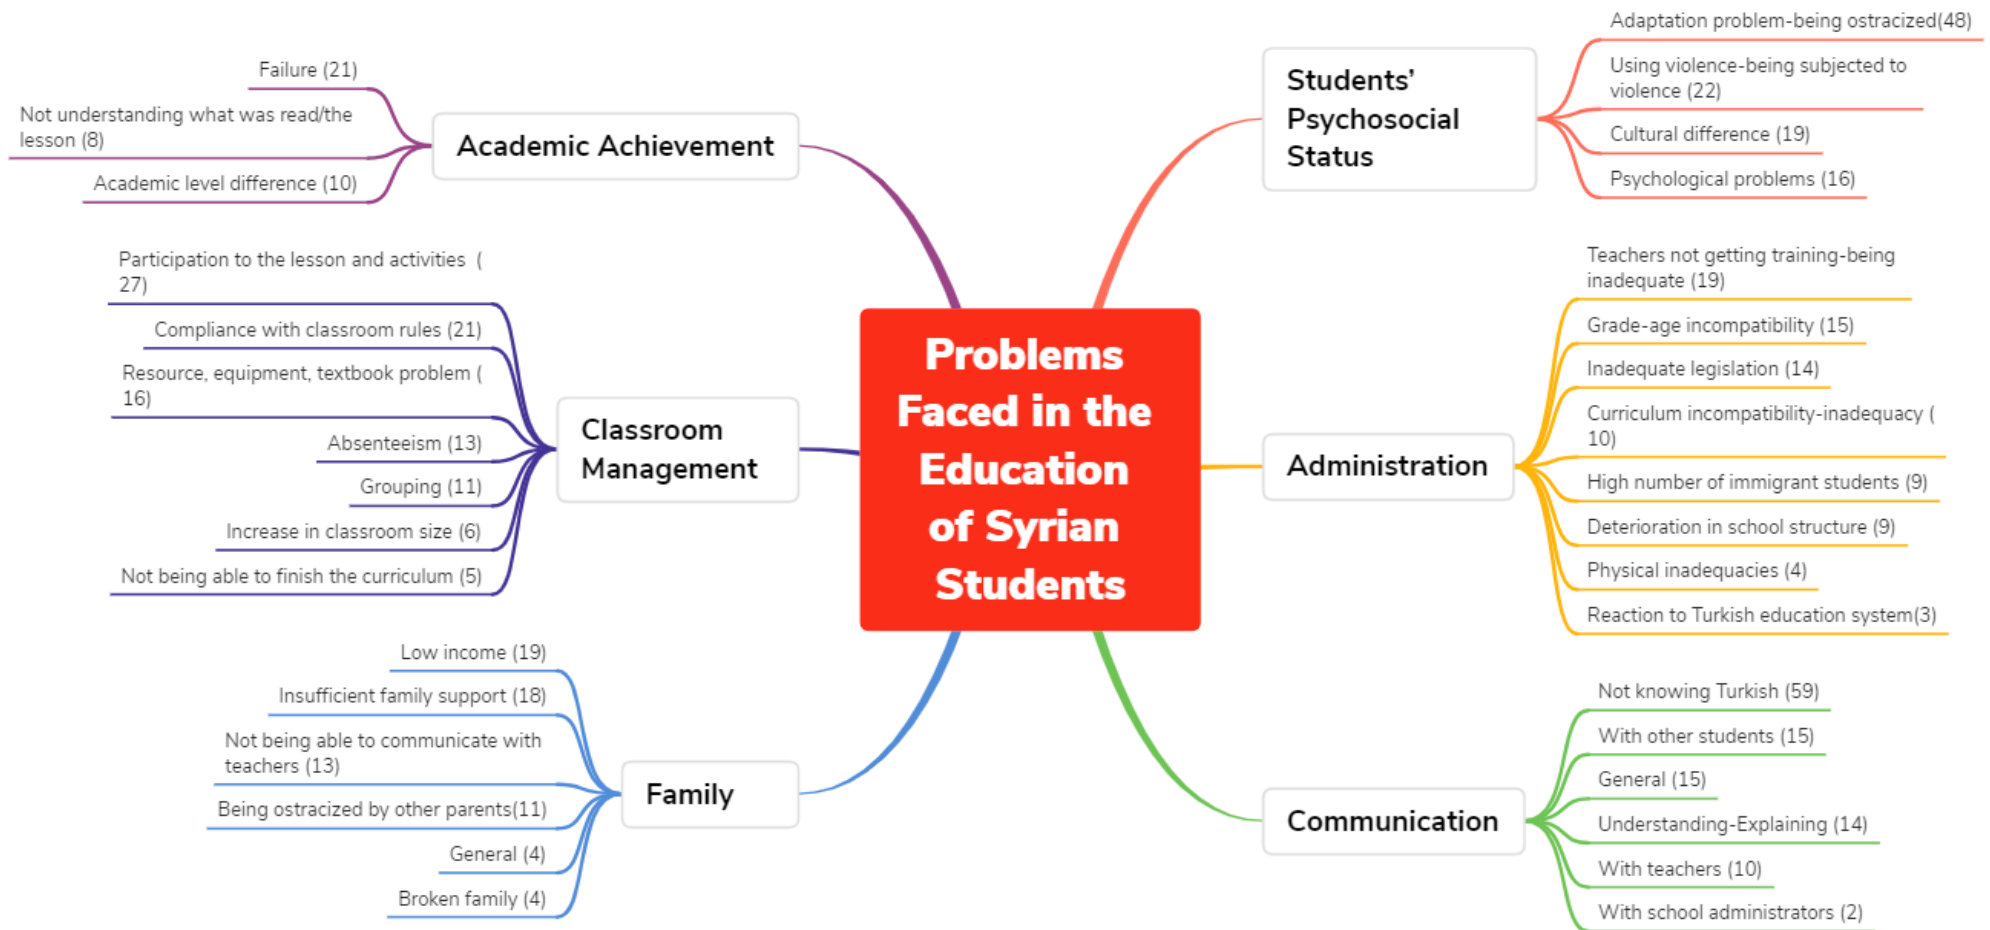 Problems
Faced in the
Education
of Syrian
Students
Academic Achievement
Failure (21)
Not understanding what was read/the
lesson (8)
Academic level difference (10)
Classroom
Management
Participation to the lesson and activities (
27)
Compliance with classroom rules (21)
Resource, equipment, textbook problem (
16)
Absenteeism (13)
Grouping (11)
Increase in classroom size (6)
Not being able to finish the curriculum (5)
Family
Low income (19)
Insufficient family support (18)
Not being able to communicate with
teachers (13)
Being ostracized by other parents(11)
General (4)
Broken family (4)
Students’
Psychosocial
Status
Adaptation problem-being ostracized(48)
Using violence-being subjected to
violence (22)
Cultural difference (19)
Psychological problems (16)
Administration
Teachers not getting training-being
inadequate (19)
Grade-age incompatibility (15)
Inadequate legislation (14)
Curriculum incompatibility-inadequacy (
10)
High number of immigrant students (9)
Deterioration in school structure (9)
Physical inadequacies (4)
Reaction to Turkish education system(3)
Communication
Not knowing Turkish (59)
With other students (15)
General (15)
Understanding-Explaining (14)
With teachers (10)
With school administrators (2)